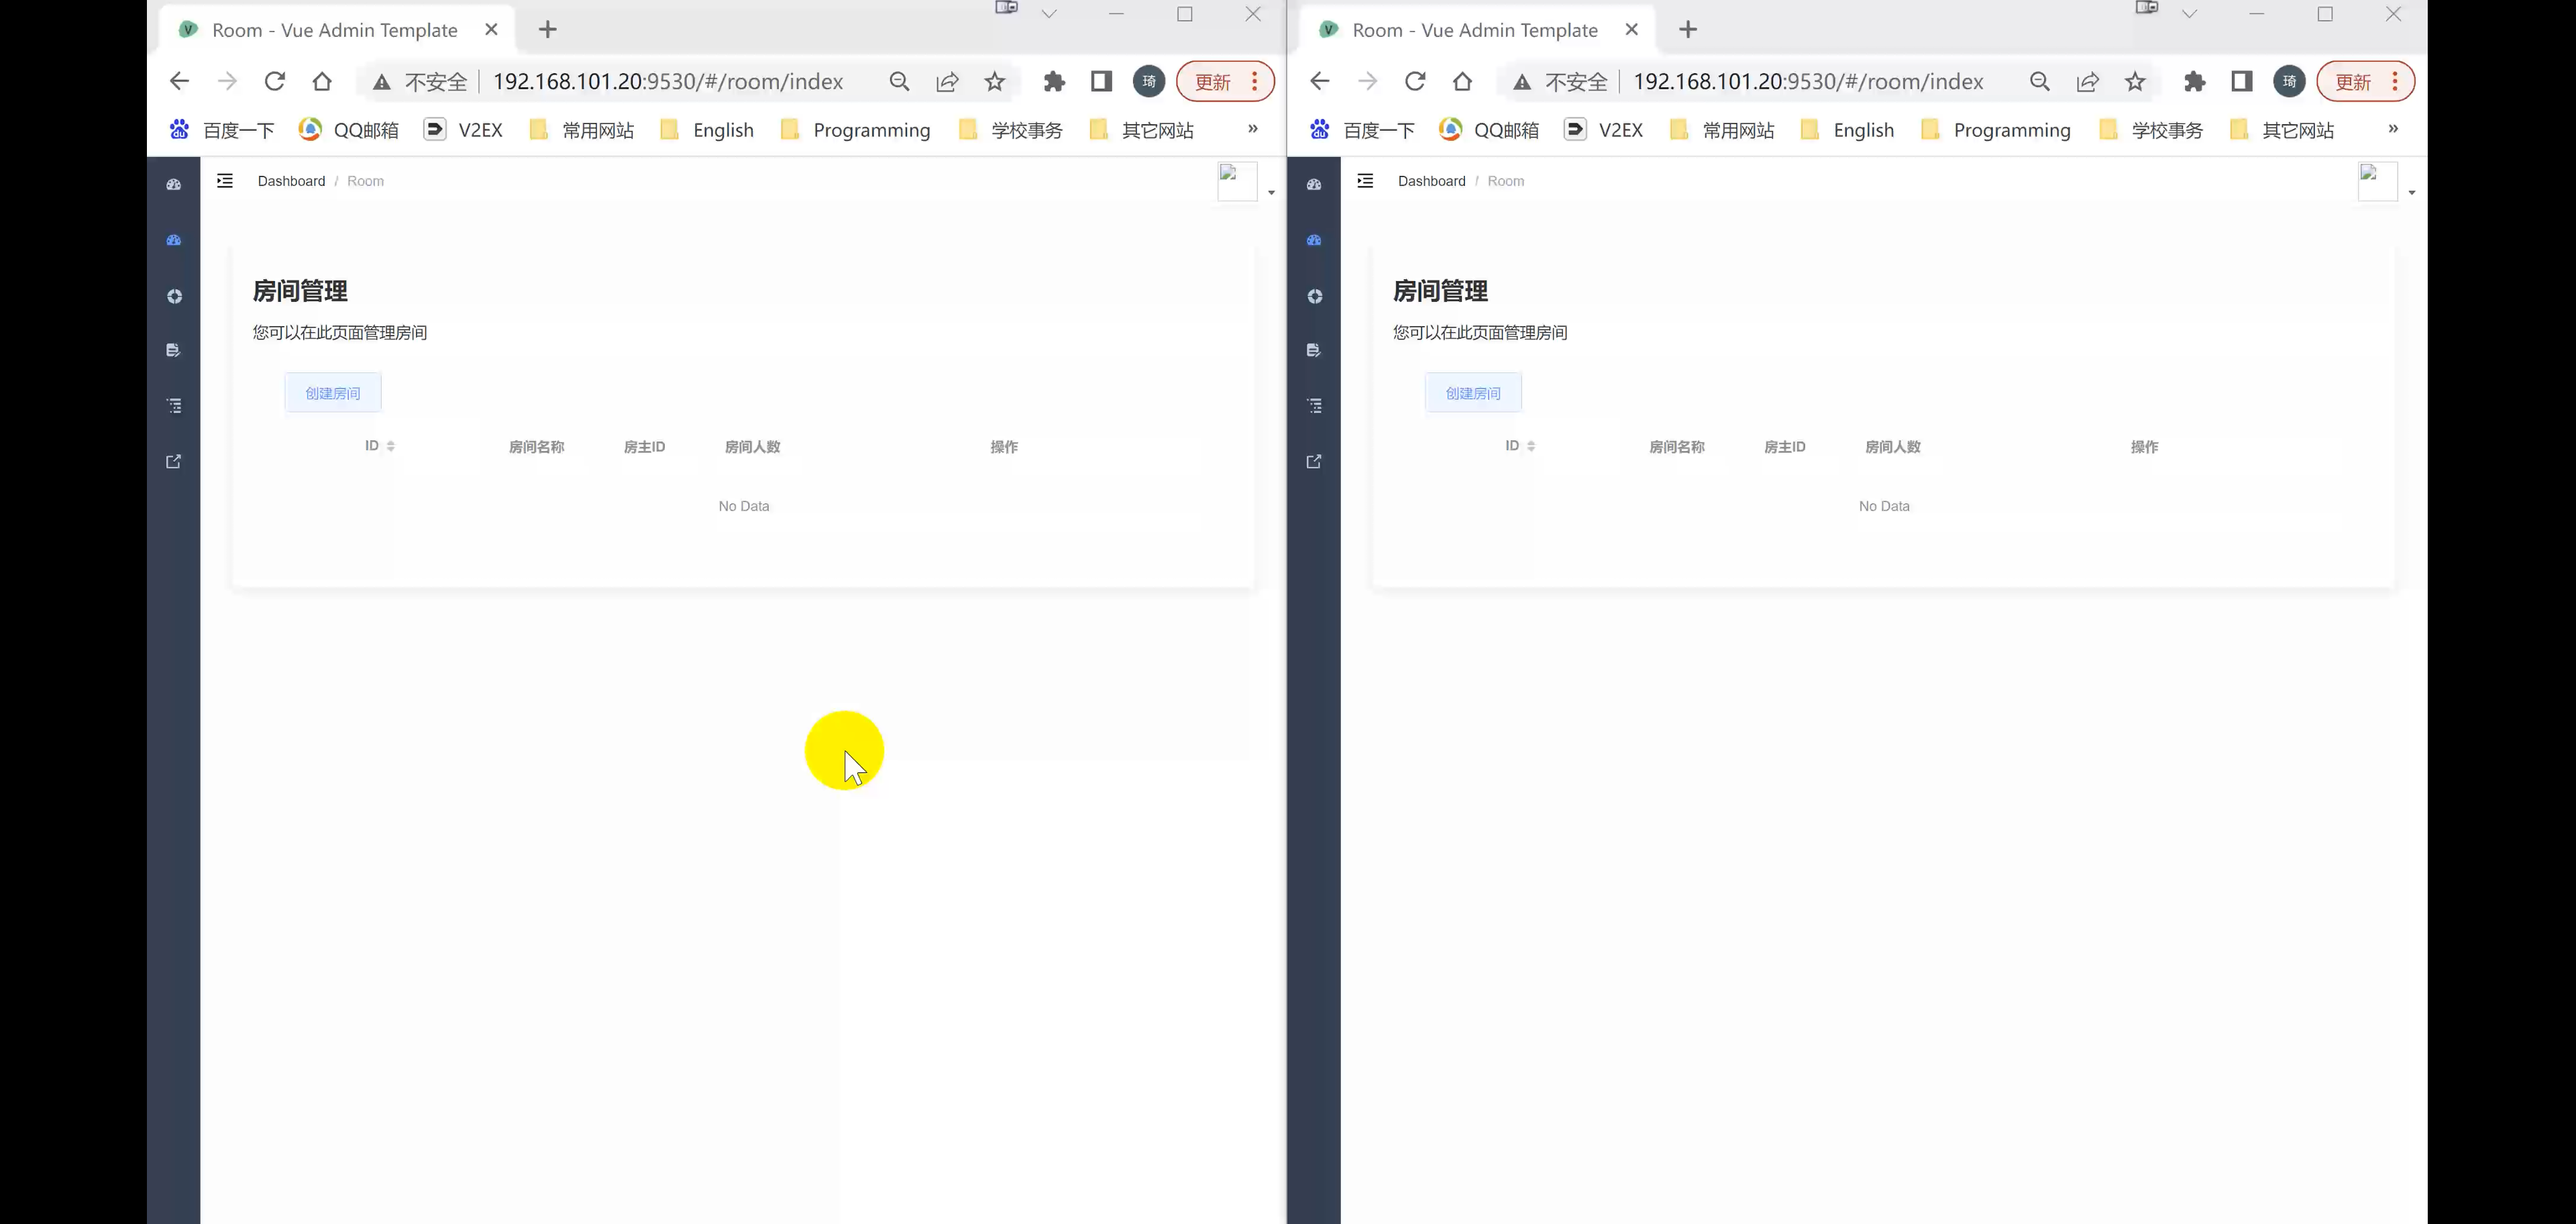 Room - Vue Admin Template
不安全 192.168.101.20:9530/#/room/index 琦 更新
百度一下 QQ邮箱 V2EX 常用网站 English Programming 学校事务 其它网站 »
Dashboard / Room
房间管理
您可以在此页面管理房间
创建房间
ID 房间名称 房主ID 房间人数 操作
No Data
Room - Vue Admin Template
不安全 192.168.101.20:9530/#/room/index 琦 更新
百度一下 QQ邮箱 V2EX 常用网站 English Programming 学校事务 其它网站 »
Dashboard / Room
房间管理
您可以在此页面管理房间
创建房间
ID 房间名称 房主ID 房间人数 操作
No Data